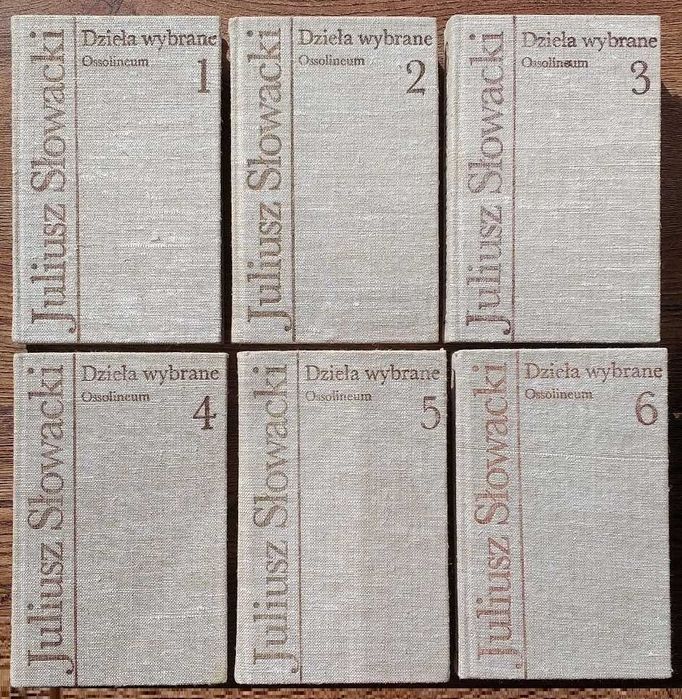 Juliusz Słowacki
Dzieła wybrane
Ossolineum
1
Juliusz Słowacki
Dzieła wybrane
Ossolineum
2
Juliusz Słowacki
Dzieła wybrane
Ossolineum
3
Juliusz Słowacki
Dzieła wybrane
Ossolineum
4
Juliusz Słowacki
Dzieła wybrane
Ossolineum
5
Juliusz Słowacki
Dzieła wybrane
Ossolineum
6